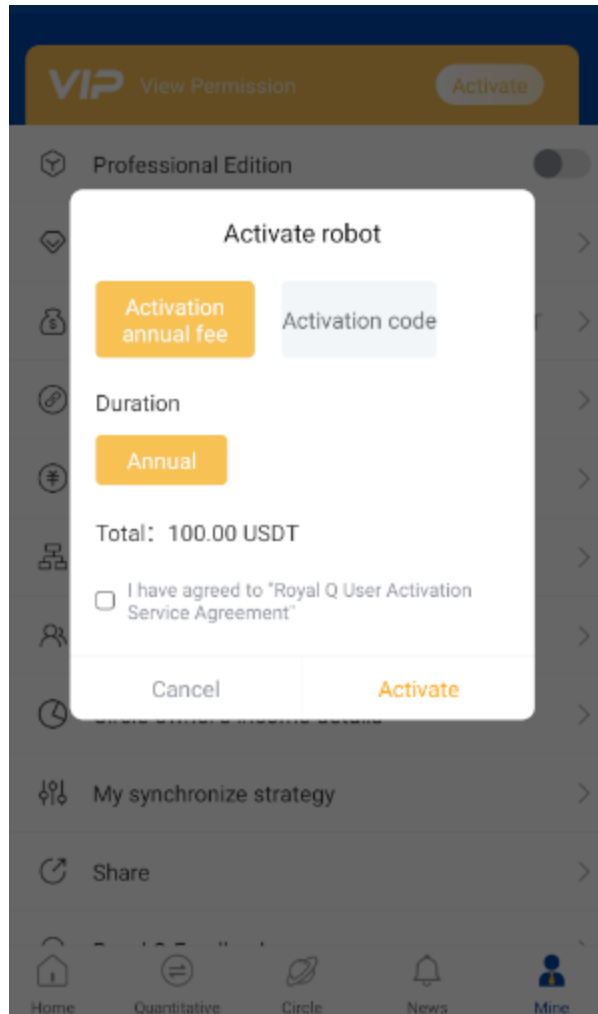 VIP View Permission Activate
Professional Edition
Activate robot
Activation
annual fee
Activation code
Duration
Annual
Total: 100.00 USDT
I have agreed to "Royal Q User Activation
Service Agreement"
Cancel Activate
My synchronize strategy
Share
Home Quantitative Circle News Mine